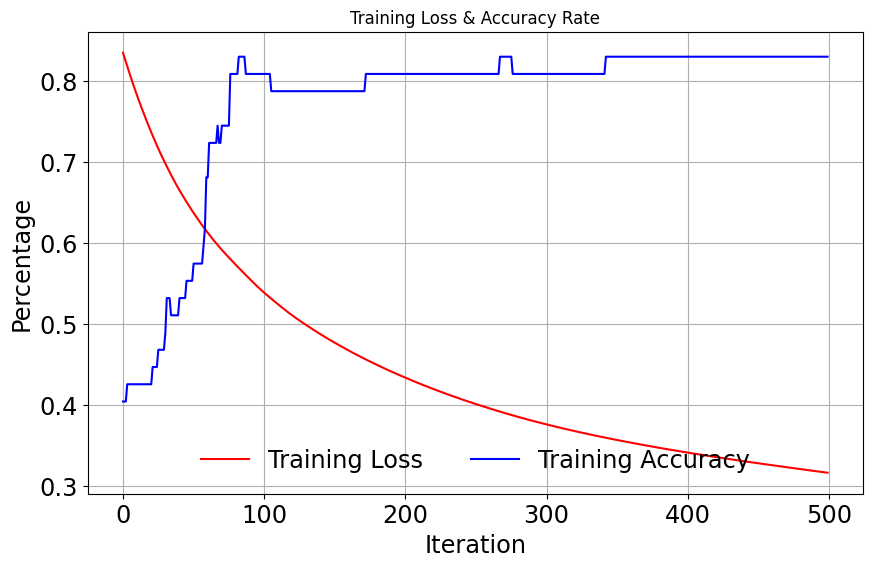 Training Loss & Accuracy Rate
0.8
0.7
0.6
0.5
0.4
0.3
Percentage
Training Loss
Training Accuracy
0 100 200 300 400 500
Iteration